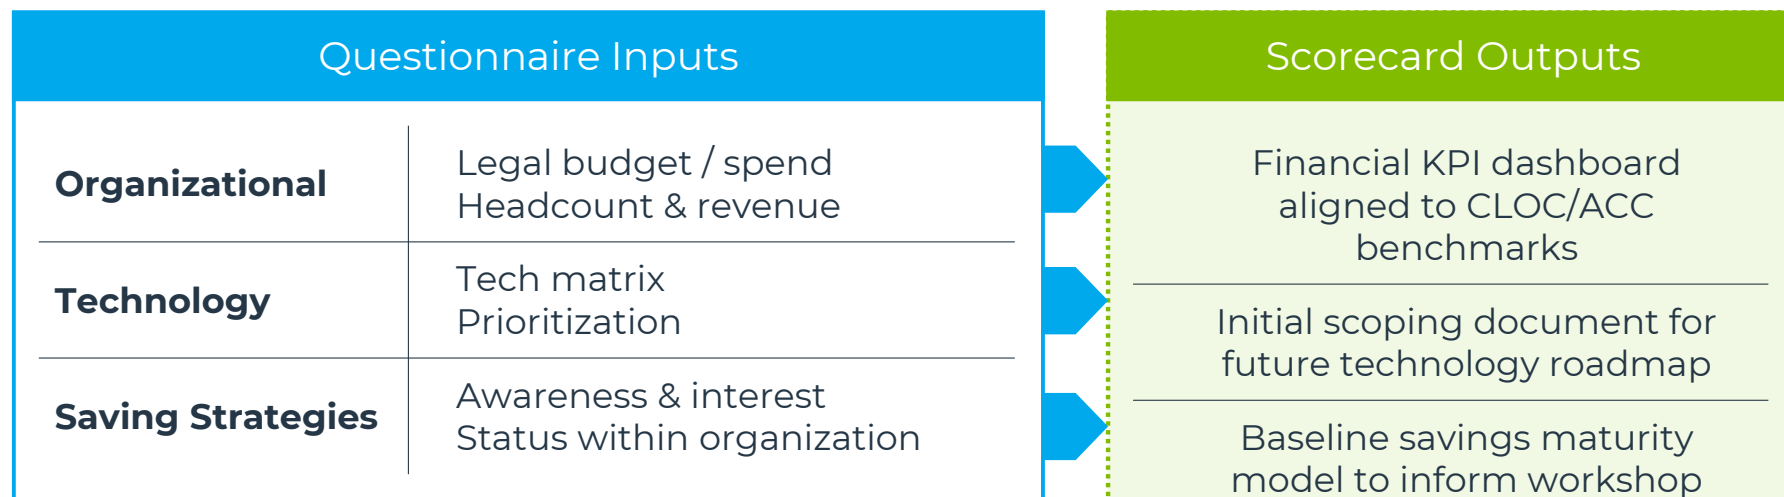 Questionnaire Inputs
Organizational
Legal budget / spend
Headcount & revenue
Technology
Tech matrix
Prioritization
Saving Strategies
Awareness & interest
Status within organization
Scorecard Outputs
Financial KPI dashboard
aligned to CLOC/ACC
benchmarks
Initial scoping document for
future technology roadmap
Baseline savings maturity
model to inform workshop